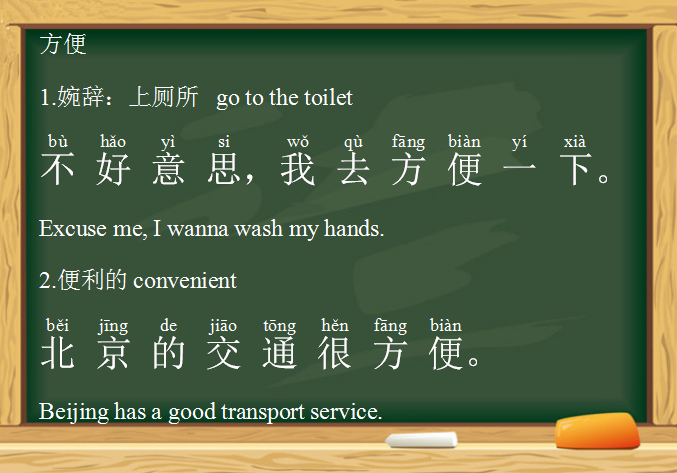 方便
1.婉辞：上厕所 go to the toilet
bù hǎo yì si wǒ qù fāng biàn yí xià
不好意思，我去方便一下。
Excuse me, I wanna wash my hands.
2.便利的 convenient
běi jīng de jiāo tōng hěn fāng biàn
北京的交通很方便。
Beijing has a good transport service.